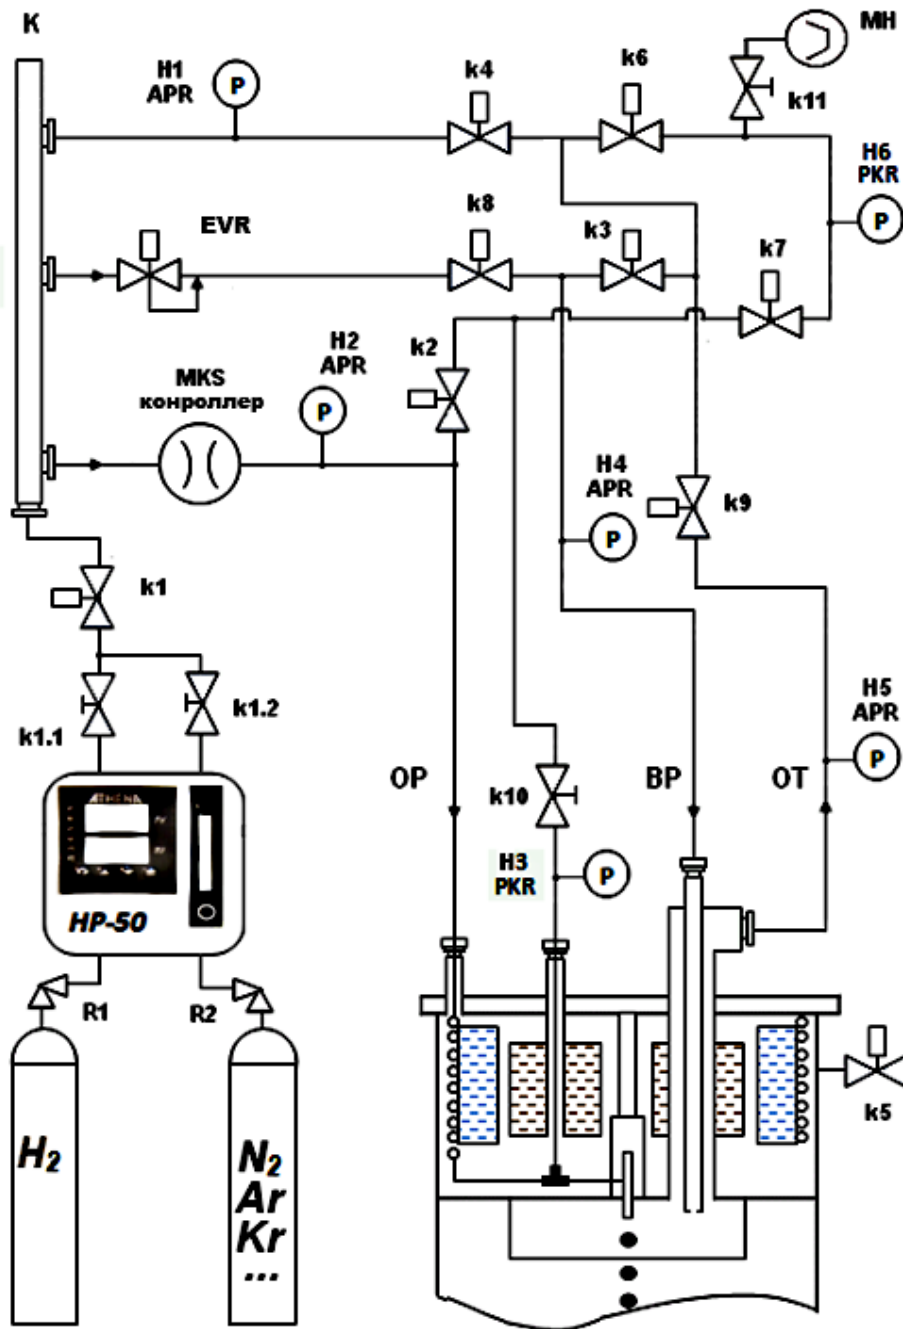 K
MH
H1
APR
P
k4
k6
k11
H6
PKR
P
EVR
k8
k3
k7
H2
APR
P
k2
MKS
конроллер
H4
APR
P
k9
k1
k1.1
k1.2
H5
APR
P
OP
k10
BP
OT
H3
PKR
P
ATHENA
HP-50
R1
R2
k5
H2
N2
Ar
Kr
...